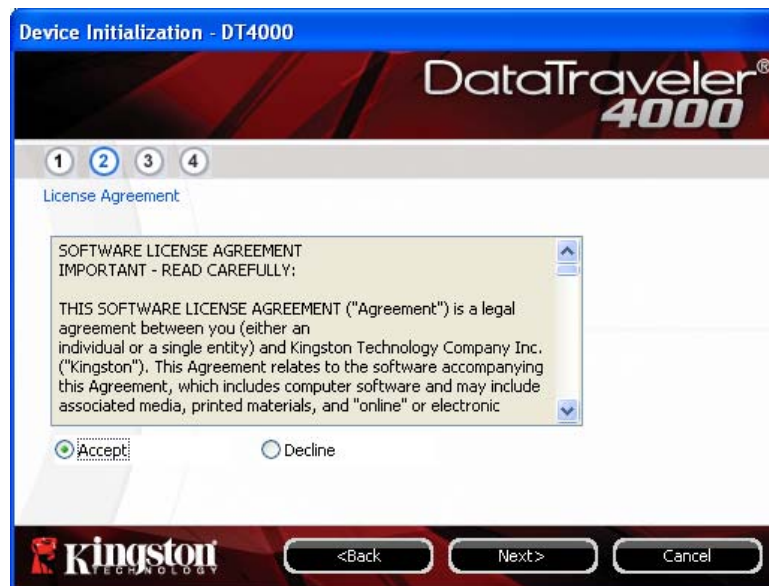 Device Initialization - DT4000
DataTraveler®
4000
1 2 3 4
License Agreement
SOFTWARE LICENSE AGREEMENT
IMPORTANT - READ CAREFULLY:
THIS SOFTWARE LICENSE AGREEMENT ("Agreement") is a legal
agreement between you (either an
individual or a single entity) and Kingston Technology Company Inc.
("Kingston"). This Agreement relates to the software accompanying
this Agreement, which includes computer software and may include
associated media, printed materials, and "online" or electronic
Accept Decline
Kingston
TECHNOLOGY
<Back Next> Cancel